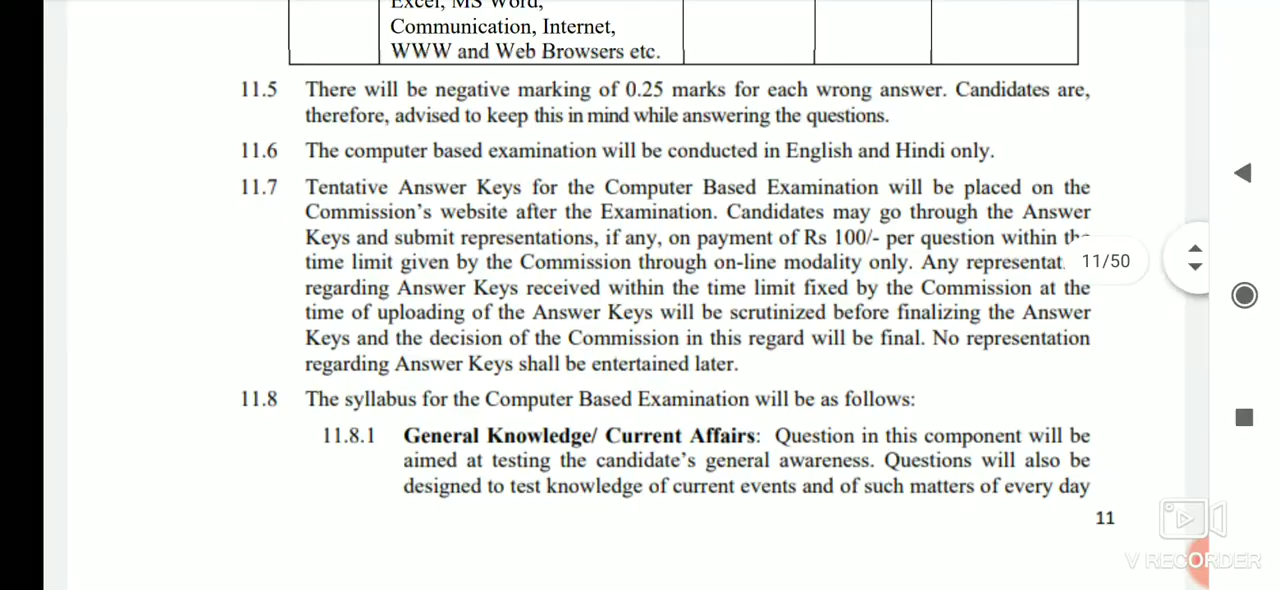 Excel, MS Word,
Communication, Internet,
WWW and Web Browsers etc.
11.5 There will be negative marking of 0.25 marks for each wrong answer. Candidates are,
therefore, advised to keep this in mind while answering the questions.
11.6 The computer based examination will be conducted in English and Hindi only.
11.7 Tentative Answer Keys for the Computer Based Examination will be placed on the
Commission's website after the Examination. Candidates may go through the Answer
Keys and submit representations, if any, on payment of Rs 100/- per question within the
time limit given by the Commission through on-line modality only. Any representat
11/50
regarding Answer Keys received within the time limit fixed by the Commission at the
time of uploading of the Answer Keys will be scrutinized before finalizing the Answer
Keys and the decision of the Commission in this regard will be final. No representation
regarding Answer Keys shall be entertained later.
11.8 The syllabus for the Computer Based Examination will be as follows:
11.8.1 General Knowledge/ Current Affairs: Question in this component will be
aimed at testing the candidate's general awareness. Questions will also be
designed to test knowledge of current events and of such matters of every day
11
V RECORDER